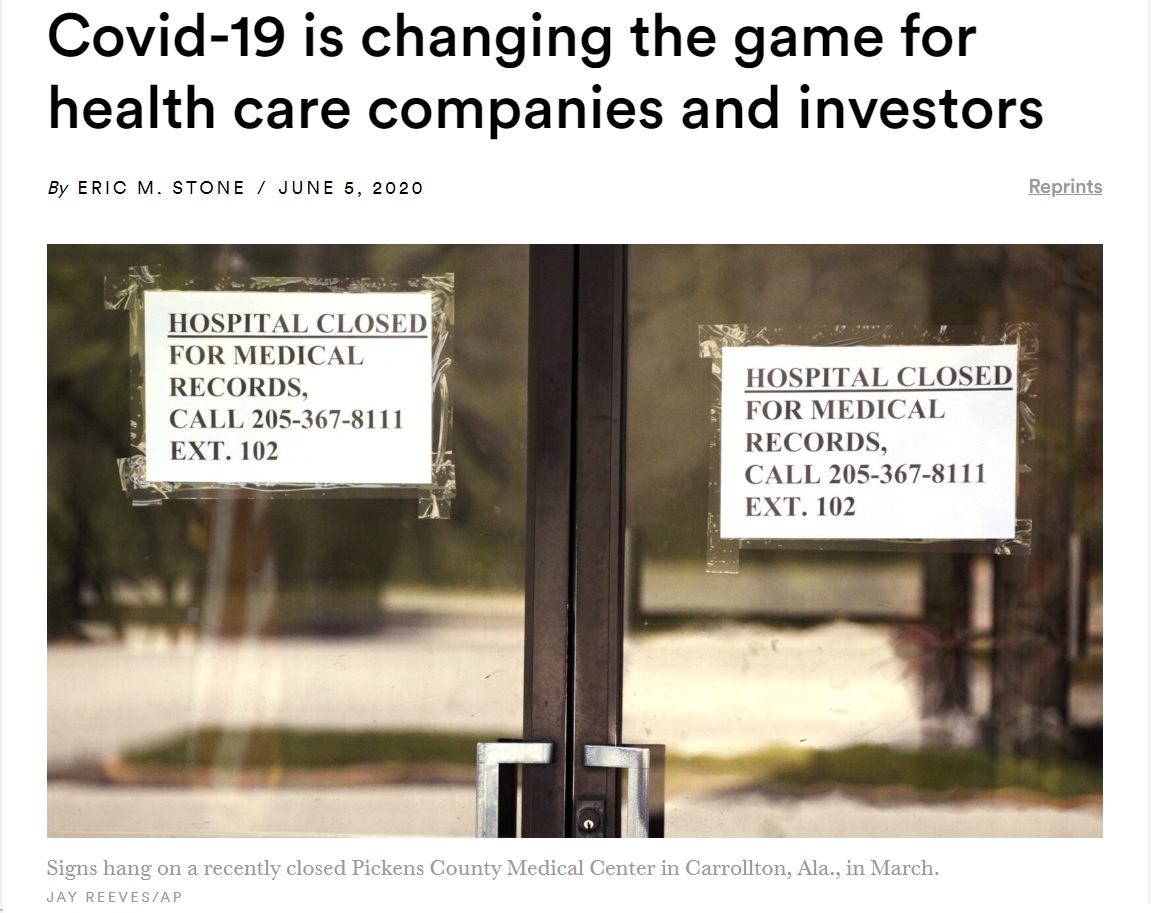 Covid-19 is changing the game for
health care companies and investors
By ERIC M. STONE / JUNE 5, 2020
Reprints
HOSPITAL CLOSED
FOR MEDICAL
RECORDS,
CALL 205-367-8111
EXT. 102
HOSPITAL CLOSED
FOR MEDICAL
RECORDS,
CALL 205-367-8111
EXT. 102
Signs hang on a recently closed Pickens County Medical Center in Carrollton, Ala., in March.
JAY REEVES/AP